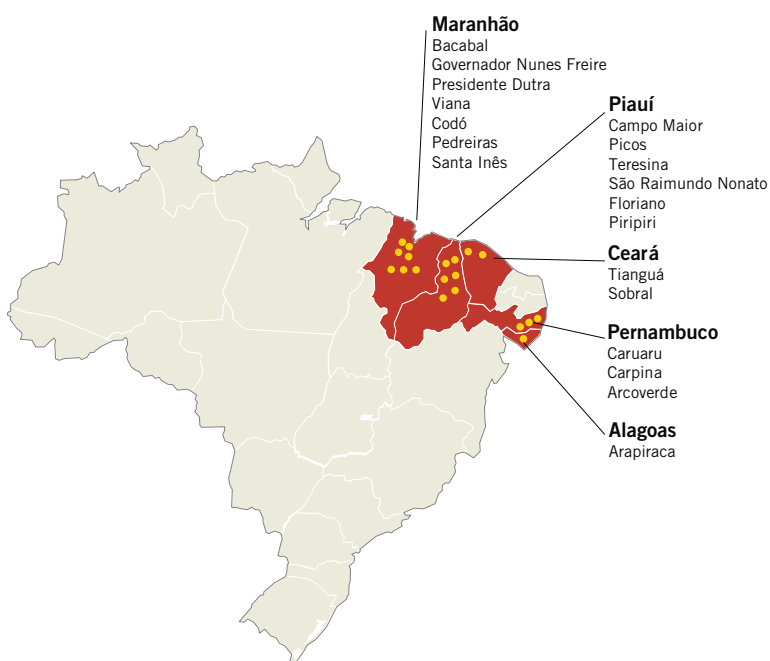 Maranhão
Bacabal
Governador Nunes Freire
Presidente Dutra
Viana
Codó
Pedreiras
Santa Inês
Piauí
Campo Maior
Picos
Teresina
São Raimundo Nonato
Floriano
Piripiri
Ceará
Tianguá
Sobral
Pernambuco
Caruaru
Carpina
Arcoverde
Alagoas
Arapiraca